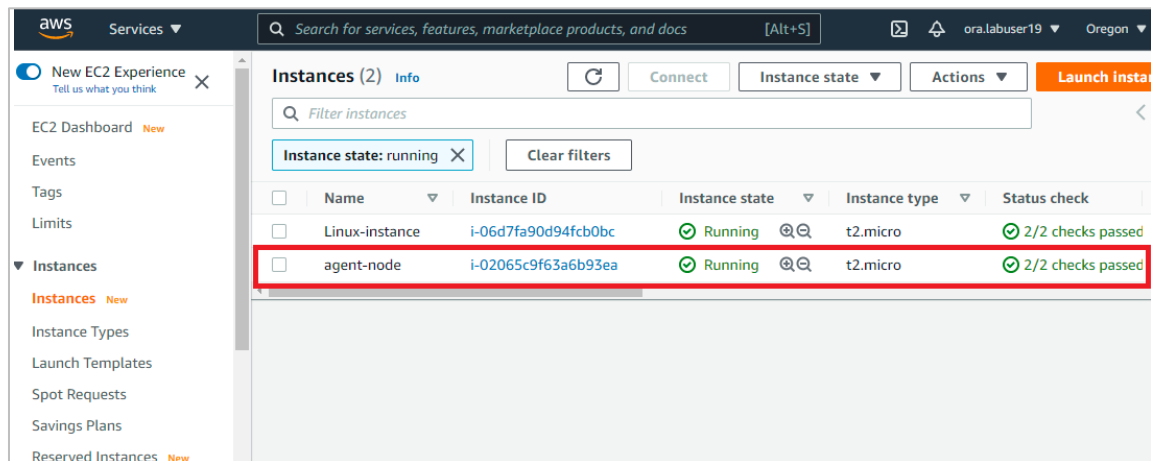 aws Services ▼ Search for services, features, marketplace products, and docs [Alt+S] ora.labuser19 ▼ Oregon ▼
New EC2 Experience
Tell us what you think
EC2 Dashboard New
Events
Tags
Limits
▼ Instances
Instances New
Instance Types
Launch Templates
Spot Requests
Savings Plans
Reserved Instances New
Instances (2) Info Connect Instance state ▼ Actions ▼ Launch instan
Filter instances
Instance state: running Clear filters
Name Instance ID Instance state Instance type Status check
Linux-instance i-06d7fa90d94fcb0bc Running t2.micro 2/2 checks passed
agent-node i-02065c9f63a6b93ea Running t2.micro 2/2 checks passed